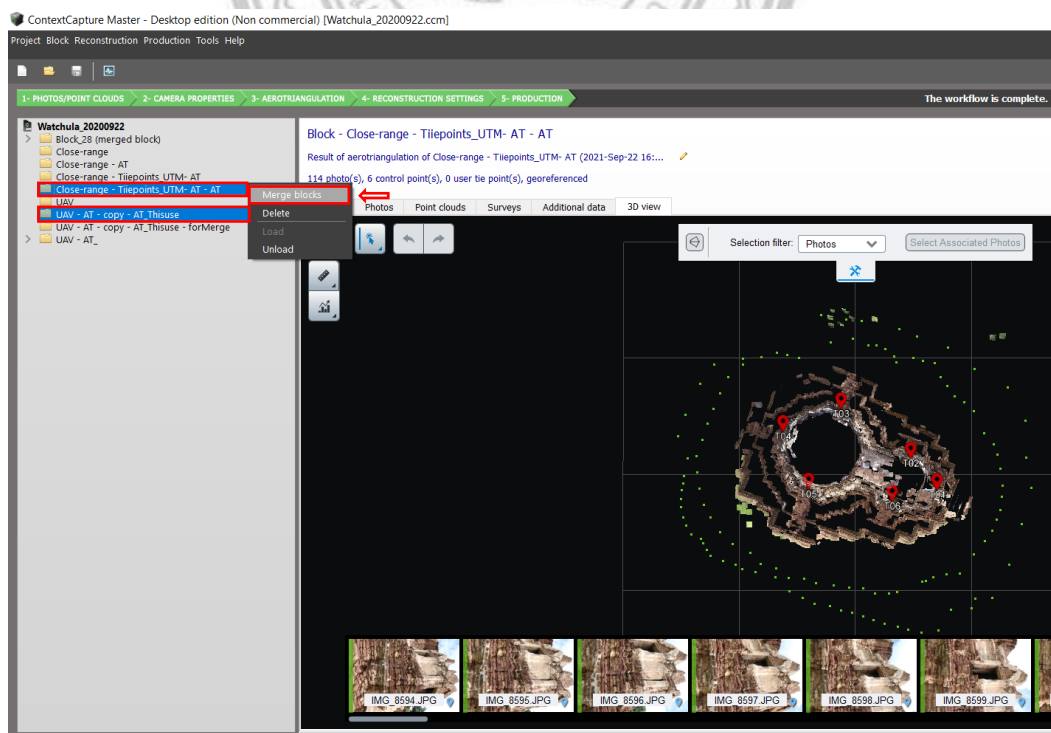 ContextCapture Master - Desktop edition (Non commercial) [Watchula_20200922.ccm]
Project Block Reconstruction Production Tools Help
1- PHOTOS/POINT CLOUDS 2- CAMERA PROPERTIES 3- AEROTRIANGULATION 4- RECONSTRUCTION SETTINGS 5- PRODUCTION The workflow is complete.
Watchula_20200922
Block_28 (merged block)
Close-range
Close-range - AT
Close-range - Tiiepoints_UTM- AT
Close-range - Tiiepoints_UTM- AT - AT
UAV
UAV - AT - copy - AT_Thisuse
UAV - AT - copy - AT_Thisuse - forMerge
UAV - AT_
Merge blocks
Delete
Load
Unload
Block - Close-range - Tiiepoints_UTM- AT - AT
Result of aerotriangulation of Close-range - Tiiepoints_UTM- AT (2021-Sep-22 16:...
114 photo(s), 6 control point(s), 0 user tie point(s), georeferenced
Photos Point clouds Surveys Additional data 3D view
Selection filter: Photos Select Associated Photos
T03
T04
T02
T05
T06
IMG_8594.JPG IMG_8595.JPG IMG_8596.JPG IMG_8597.JPG IMG_8598.JPG IMG_8599.JPG